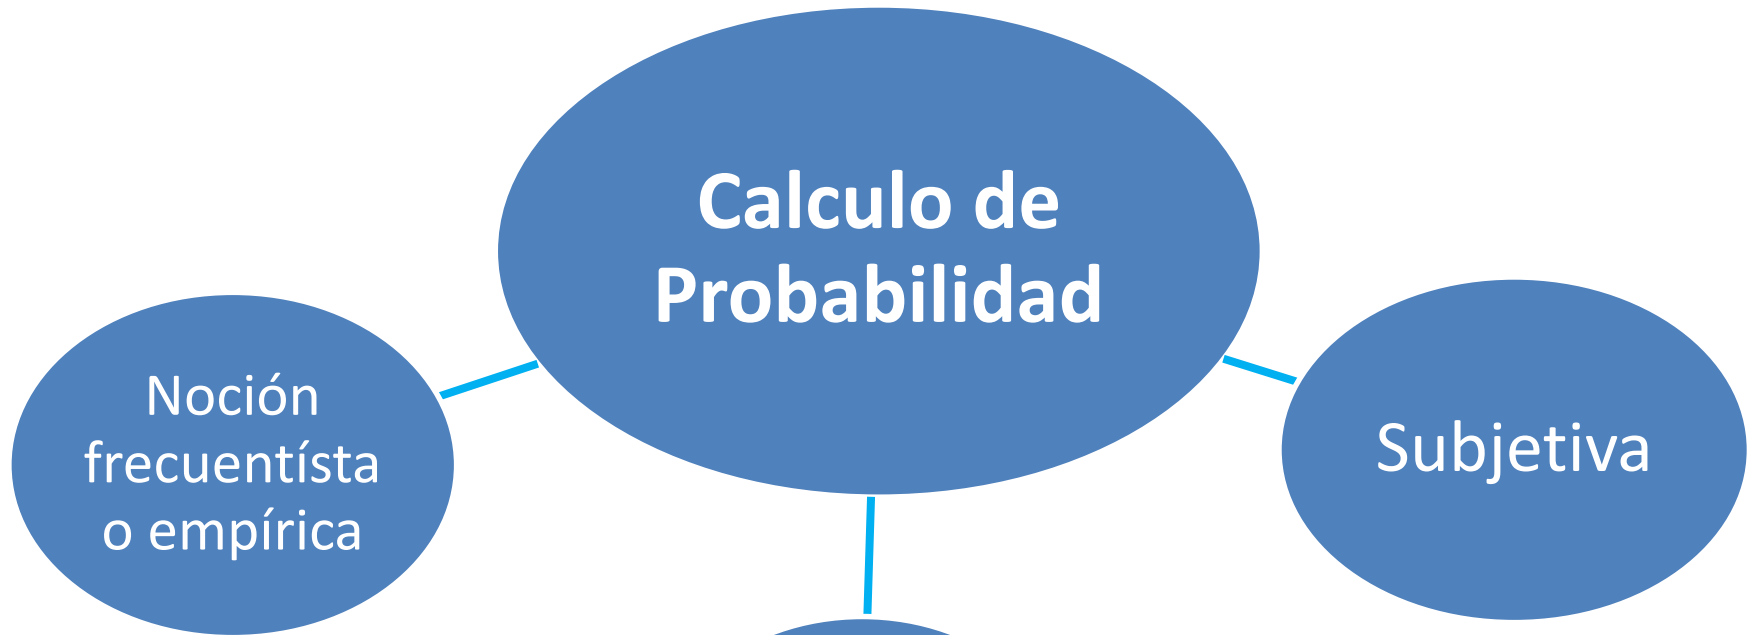 Calculo de
Probabilidad
Noción
frecuentísta
o empírica
Subjetiva